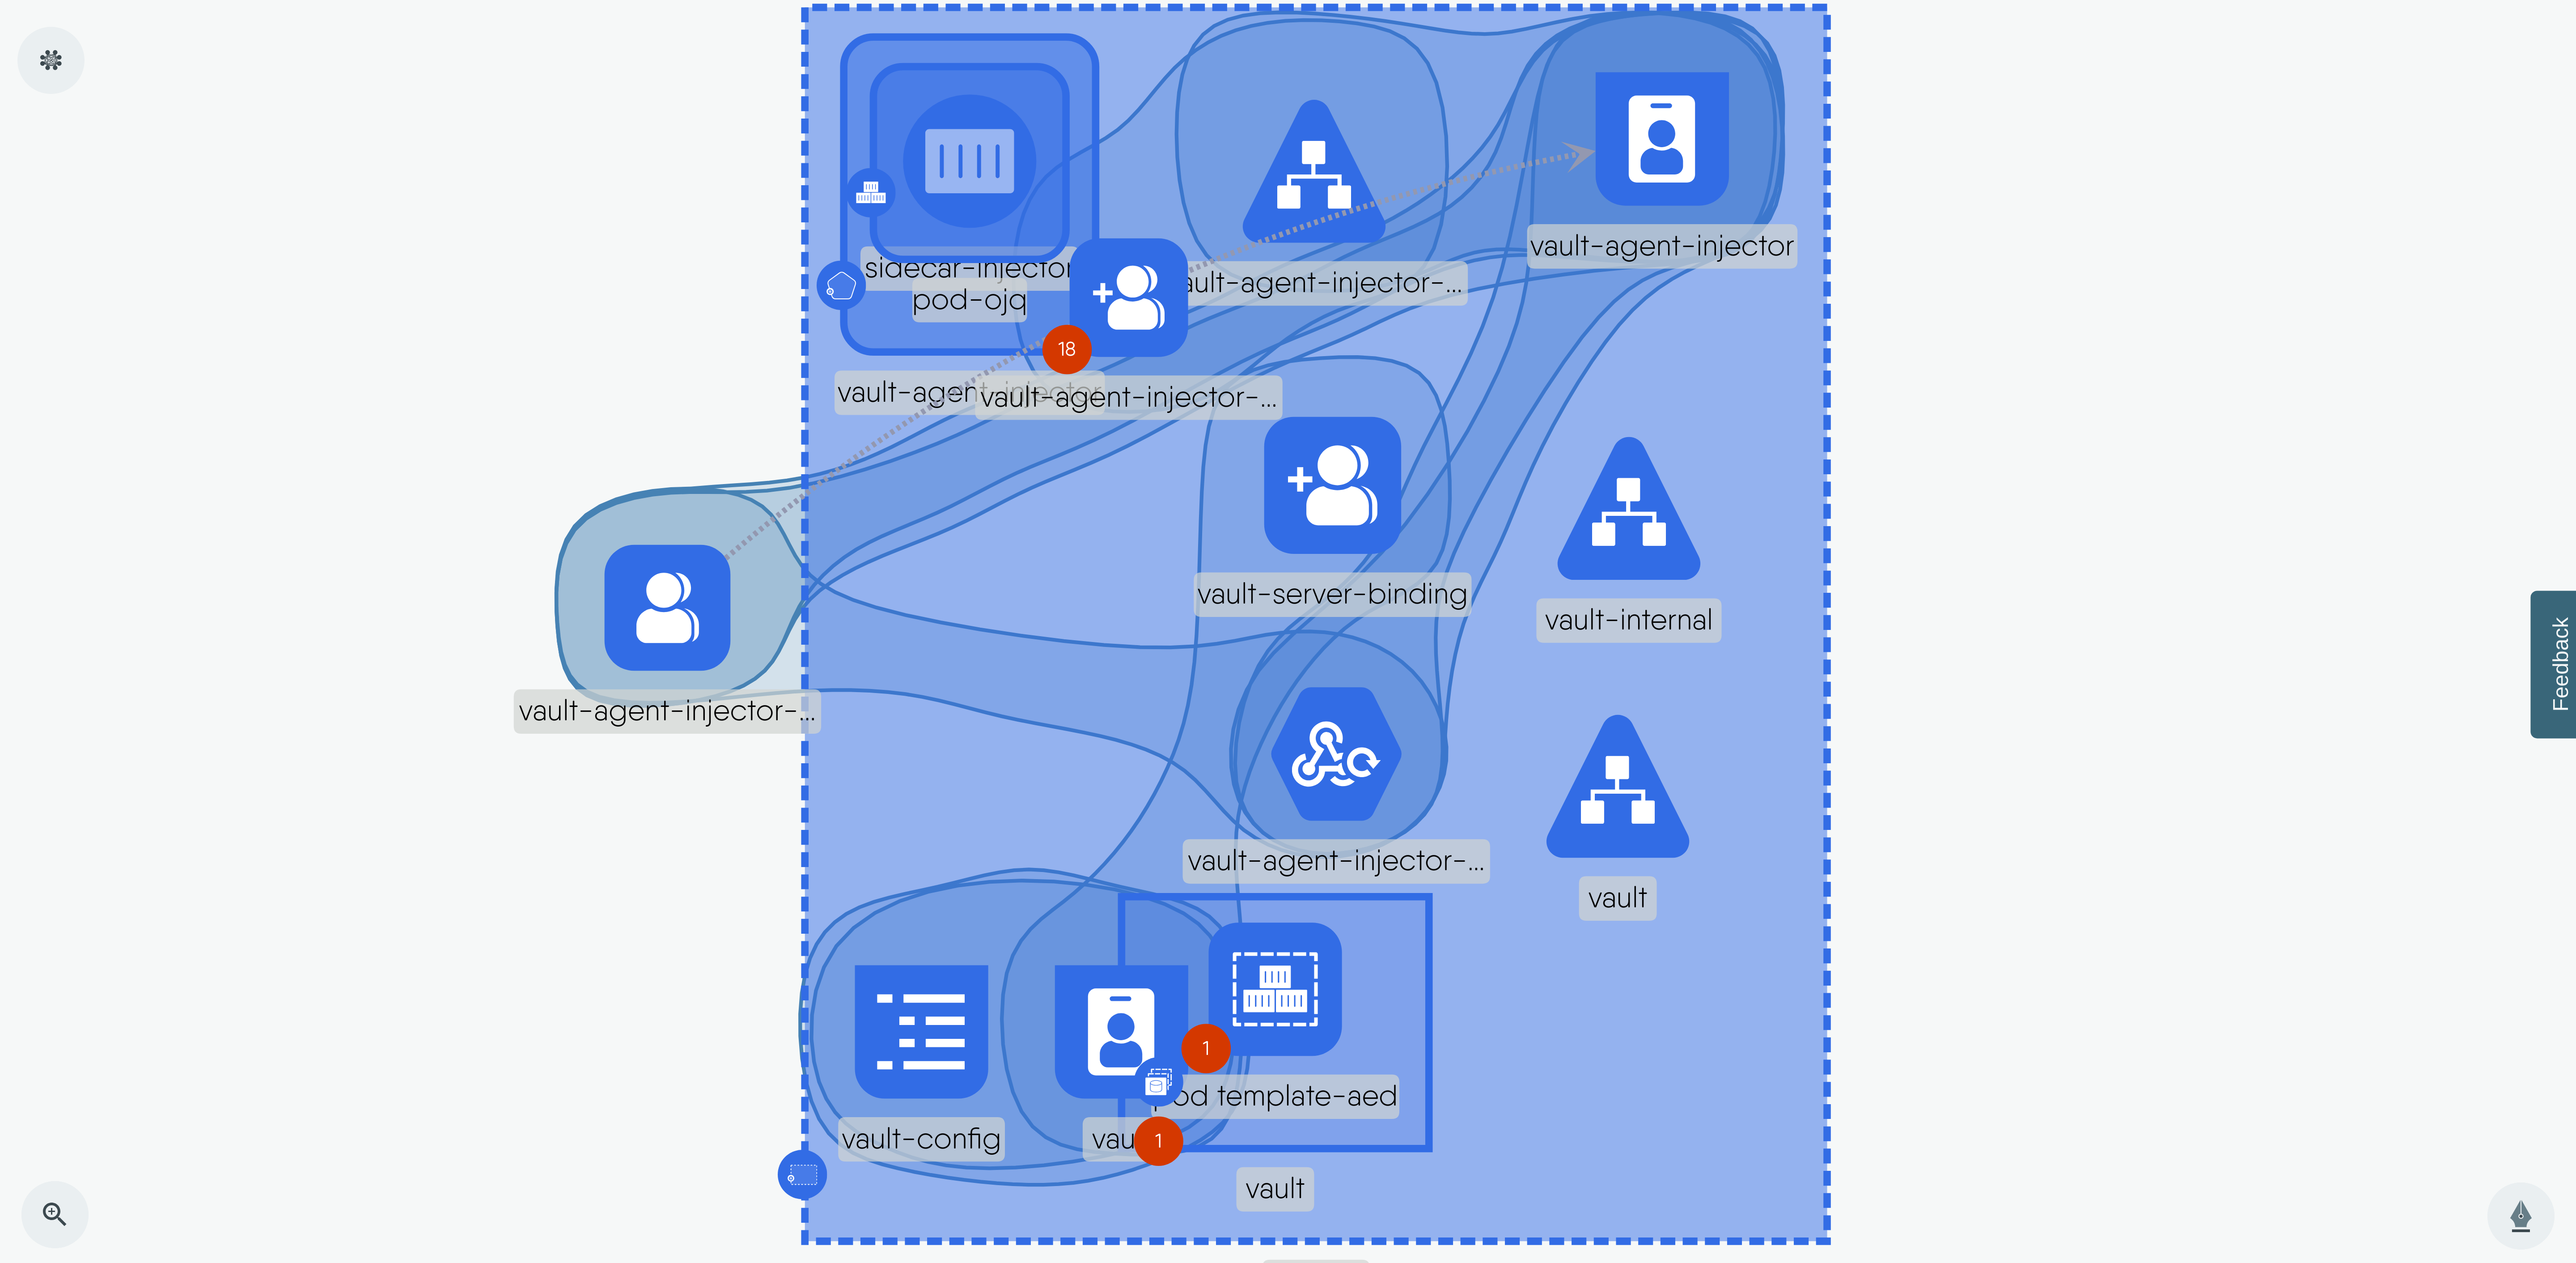 vault-agent-injector
sidecar-injector
pod-ojq
ault-agent-injector-...
18
vault-agent-injector
vault-agent-injector-...
vault-server-binding
vault-internal
vault-agent-injector-...
vault-agent-injector-...
vault
1
pod template-aed
vault-config
vau
1
vault
Feedback